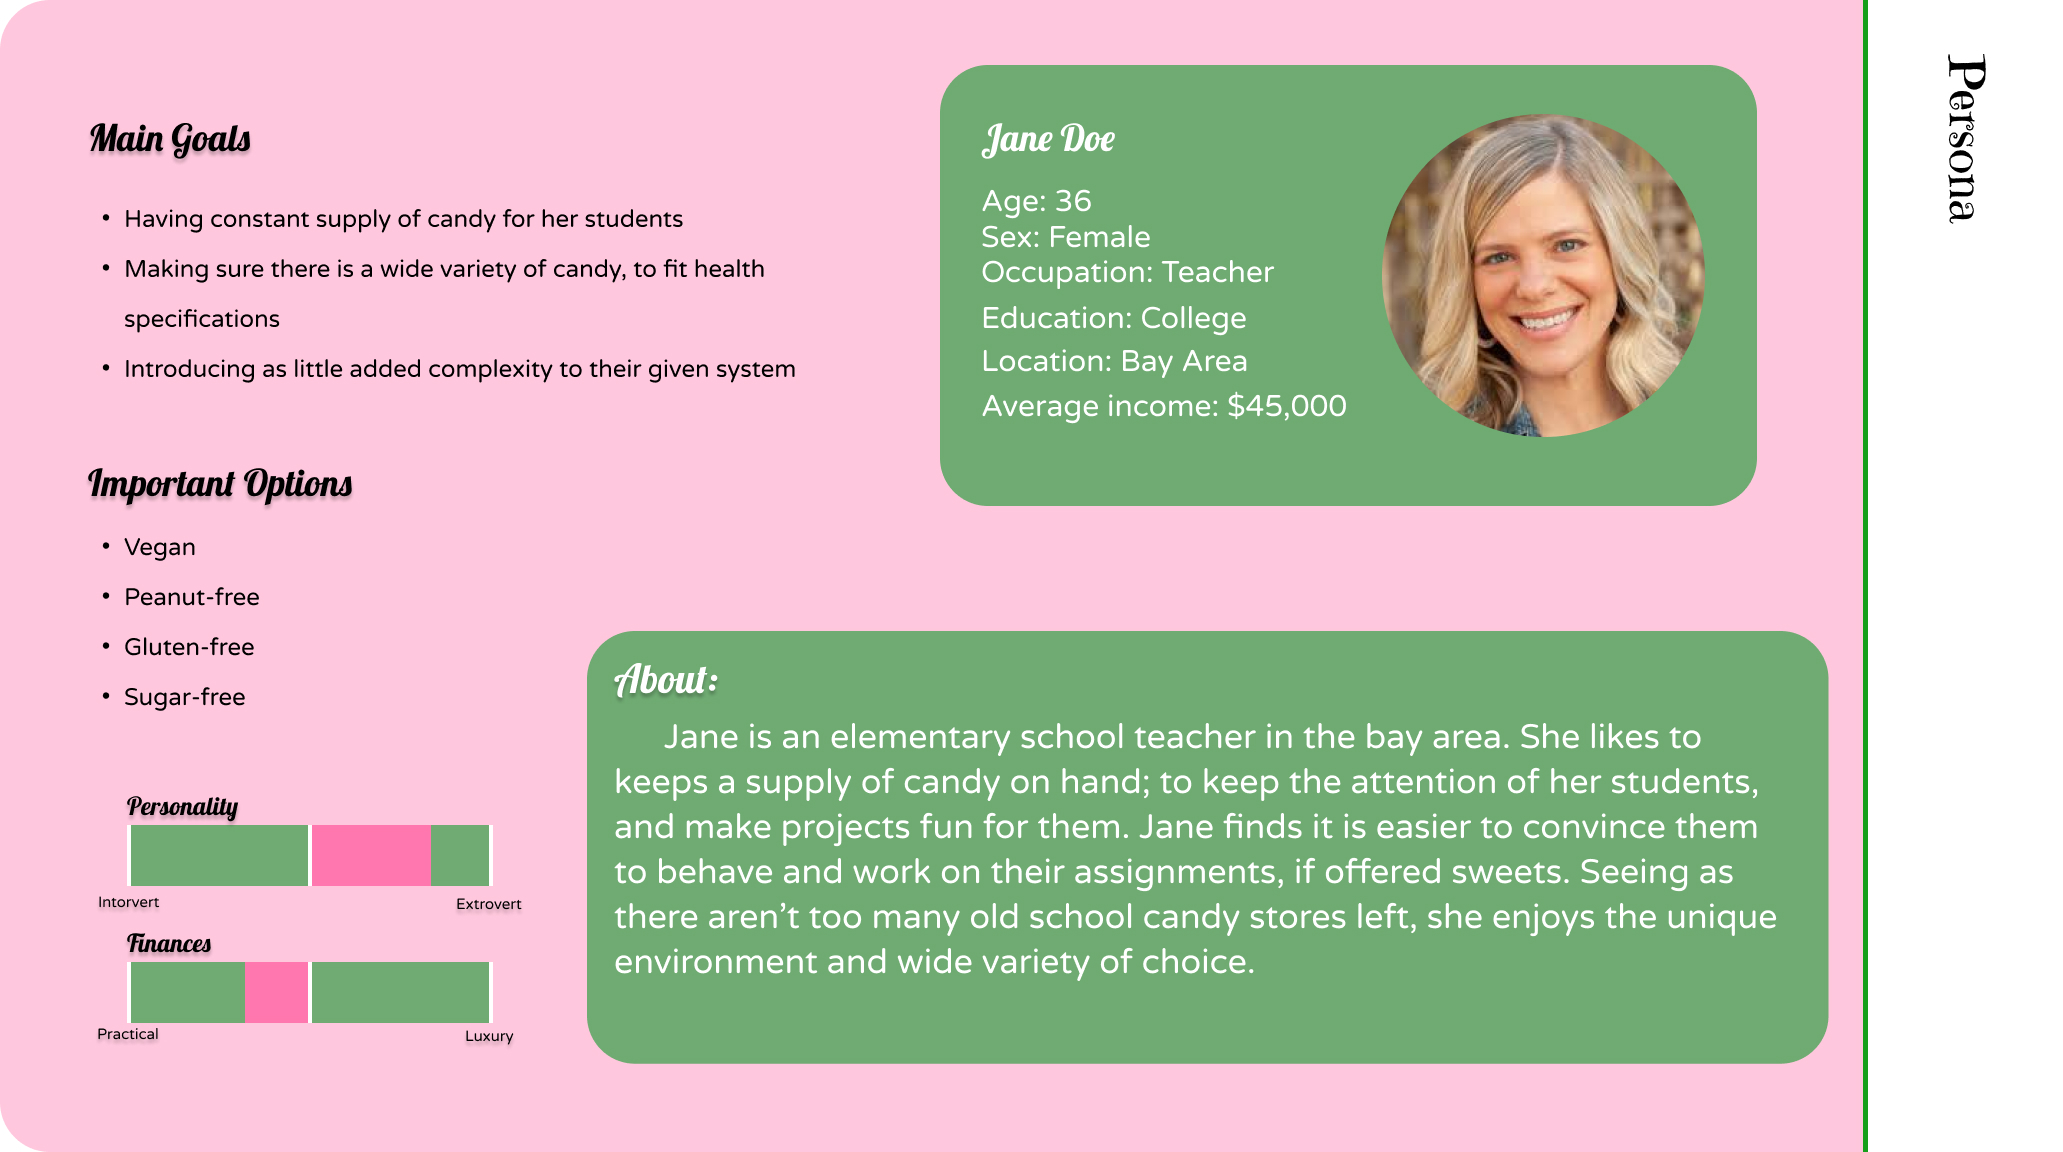 Persona
Main Goals
• Having constant supply of candy for her students
• Making sure there is a wide variety of candy, to fit health
specifications
• Introducing as little added complexity to their given system
Important Options
• Vegan
• Peanut-free
• Gluten-free
• Sugar-free
Personality
Intorvert
Extrovert
Finances
Practical
Luxury
Jane Doe
Age: 36
Sex: Female
Occupation: Teacher
Education: College
Location: Bay Area
Average income: $45,000
About:
Jane is an elementary school teacher in the bay area. She likes to
keeps a supply of candy on hand; to keep the attention of her students,
and make projects fun for them. Jane finds it is easier to convince them
to behave and work on their assignments, if offered sweets. Seeing as
there aren’t too many old school candy stores left, she enjoys the unique
environment and wide variety of choice.